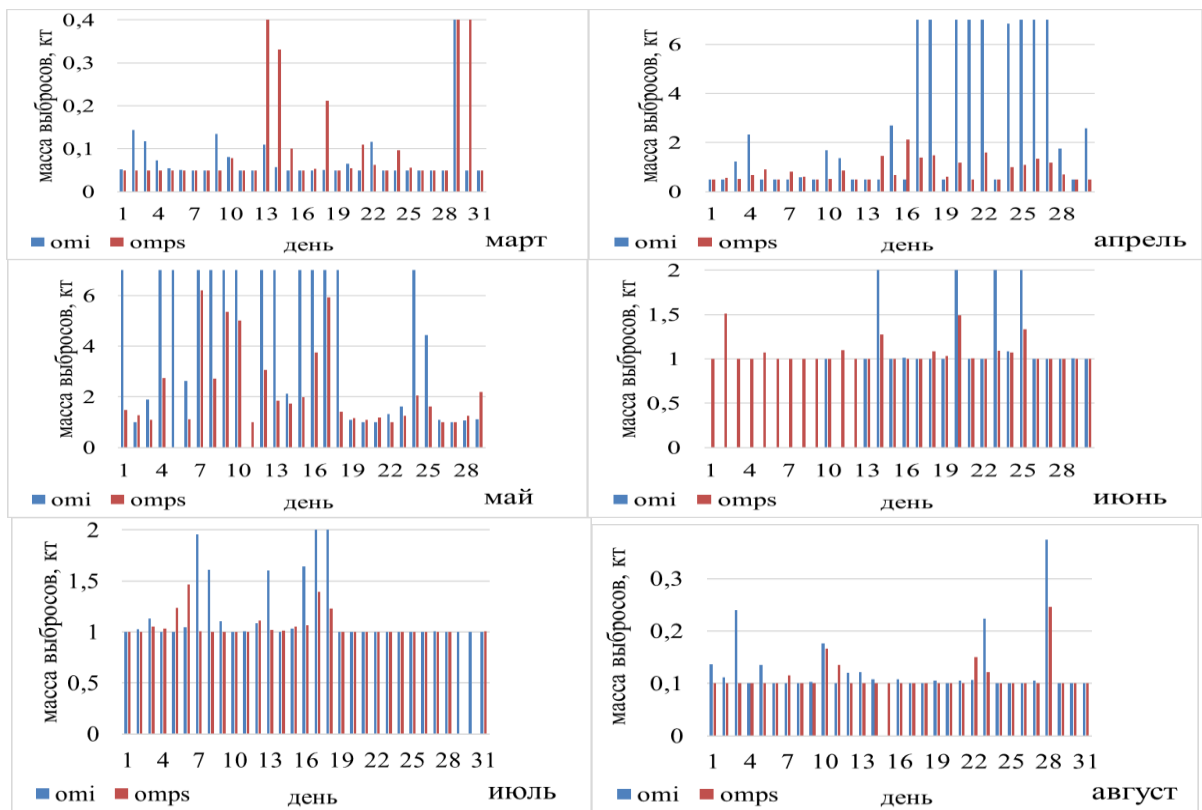 масса выбросов, кт
0,4
0,3
0,2
0,1
0
1 4 7 10 13 16 19 22 25 28 31
omi omps день март
масса выбросов, кт
6
4
2
0
1 4 7 10 13 16 19 22 25 28
omi omps день апрель
масса выбросов, кт
6
4
2
0
1 4 7 10 13 16 19 22 25 28
omi omps день май
масса выбросов, кт
2
1,5
1
0,5
0
1 4 7 10 13 16 19 22 25 28
omi omps день июнь
масса выбросов, кт
2
1,5
1
0,5
0
1 4 7 10 13 16 19 22 25 28 31
omi omps день июль
масса выбросов, кт
0,3
0,2
0,1
0
1 4 7 10 13 16 19 22 25 28 31
omi omps день август